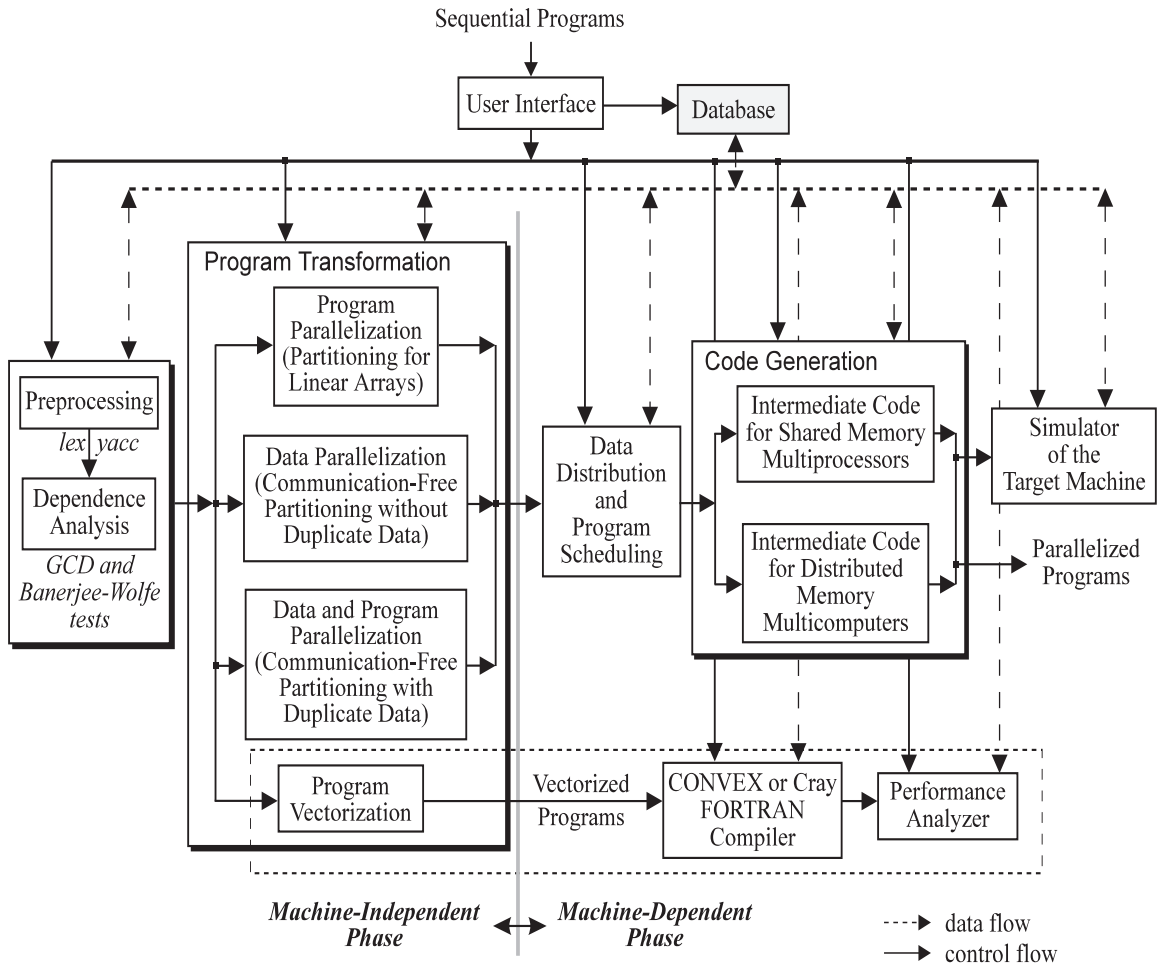 Sequential Programs
User Interface
Database
Program Transformation
Program
Parallelization
(Partitioning for
Linear Arrays)
Code Generation
Preprocessing
lex yacc
Dependence
Analysis
GCD and
Banerjee-Wolfe
tests
Data Parallelization
(Communication-Free
Partitioning without
Duplicate Data)
Data and Program
Parallelization
(Communication-Free
Partitioning with
Duplicate Data)
Program
Vectorization
Data
Distribution
and
Program
Scheduling
Intermediate Code
for Shared Memory
Multiprocessors
Intermediate Code
for Distributed
Memory
Multicomputers
Simulator
of the
Target Machine
Parallelized
Programs
Vectorized
Programs
CONVEX or Cray
FORTRAN
Compiler
Performance
Analyzer
Machine-Independent
Phase
Machine-Dependent
Phase
data flow
control flow